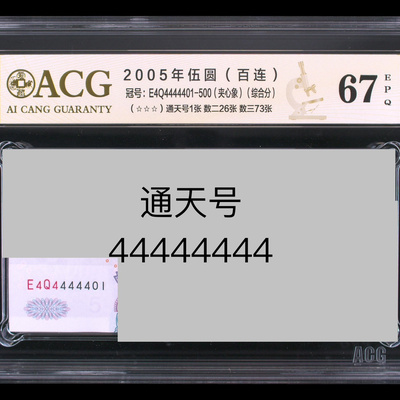 ACG
AI CANG GUARANTY
2005年伍圆(百连)
冠号: E4Q4444401-500(夹心象)(综合分)
(☆☆☆)通天号1张 数二26张 数三73张
67
EPQ
通天号
44444444
E4Q4444401
ACG